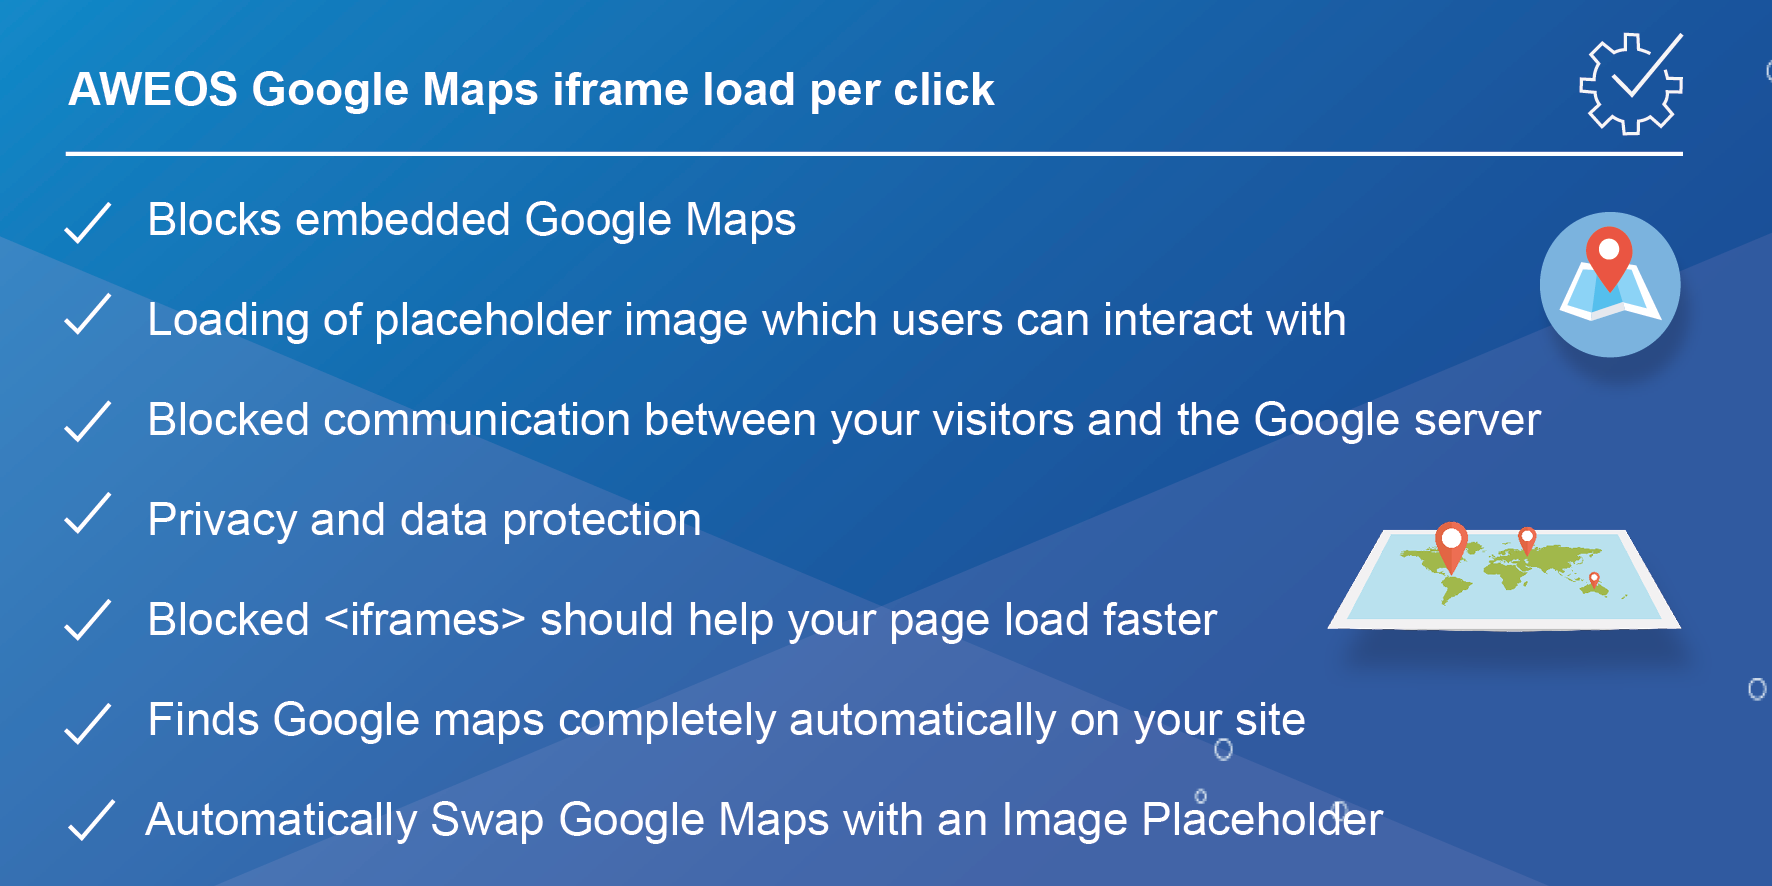 AWEOS Google Maps iframe load per click
Blocks embedded Google Maps
Loading of placeholder image which users can interact with
Blocked communication between your visitors and the Google server
Privacy and data protection
Blocked <iframes> should help your page load faster
Finds Google maps completely automatically on your site
Automatically Swap Google Maps with an Image Placeholder